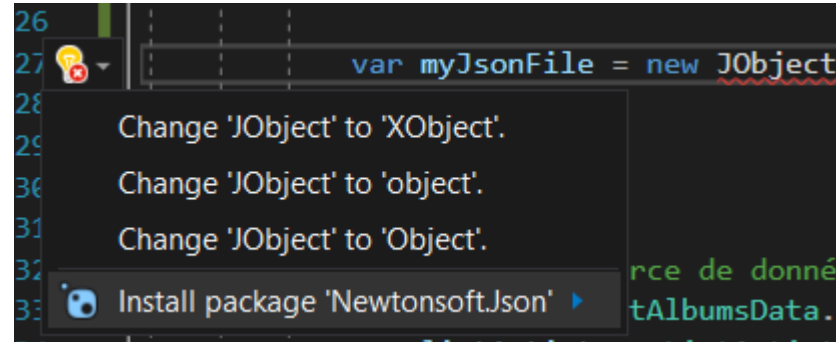 26
27 var myJsonFile = new JObject
28
Change 'JObject' to 'XObject'.
29
30
Change 'JObject' to 'object'.
31
Change 'JObject' to 'Object'.
32 rce de donné
33 Install package 'Newtonsoft.Json' tAlbumsData.